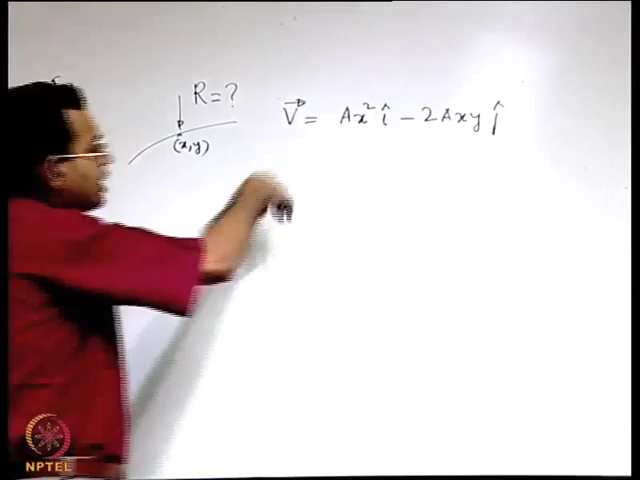 R = ?
(x,y)
V⃗ = Ax² î − 2Axy ĵ
NPTEL